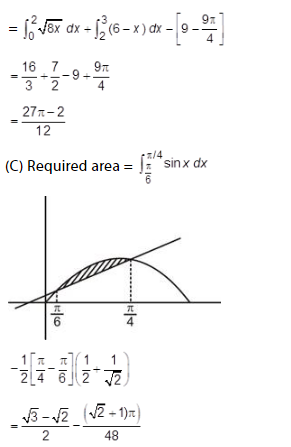 = ∫₀² √8x dx + ∫₂³ (6 – x) dx – [9 – 9π/4]
= 16/3 + 7/2 – 9 + 9π/4
= 27π – 2 / 12
(C) Required area = ∫_{π/6}^{π/4} sin x dx
π/6 π/4
– 1/2 [π/4 – π/6] (1/2 + 1/√2)
= √3 – √2 / 2 – (√2 + 1)π) / 48